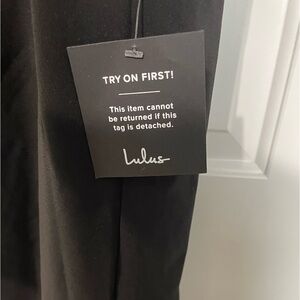 TRY ON FIRST!
This item cannot
be returned if this
tag is detached.
Lulus